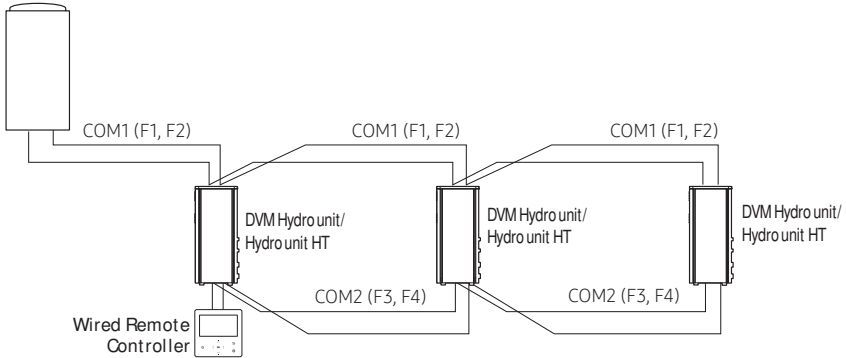 COM1 (F1, F2)
COM1 (F1, F2)
COM1 (F1, F2)
DVM Hydro unit/
Hydro unit HT
DVM Hydro unit/
Hydro unit HT
DVM Hydro unit/
Hydro unit HT
COM2 (F3, F4)
COM2 (F3, F4)
Wired Remote
Controller